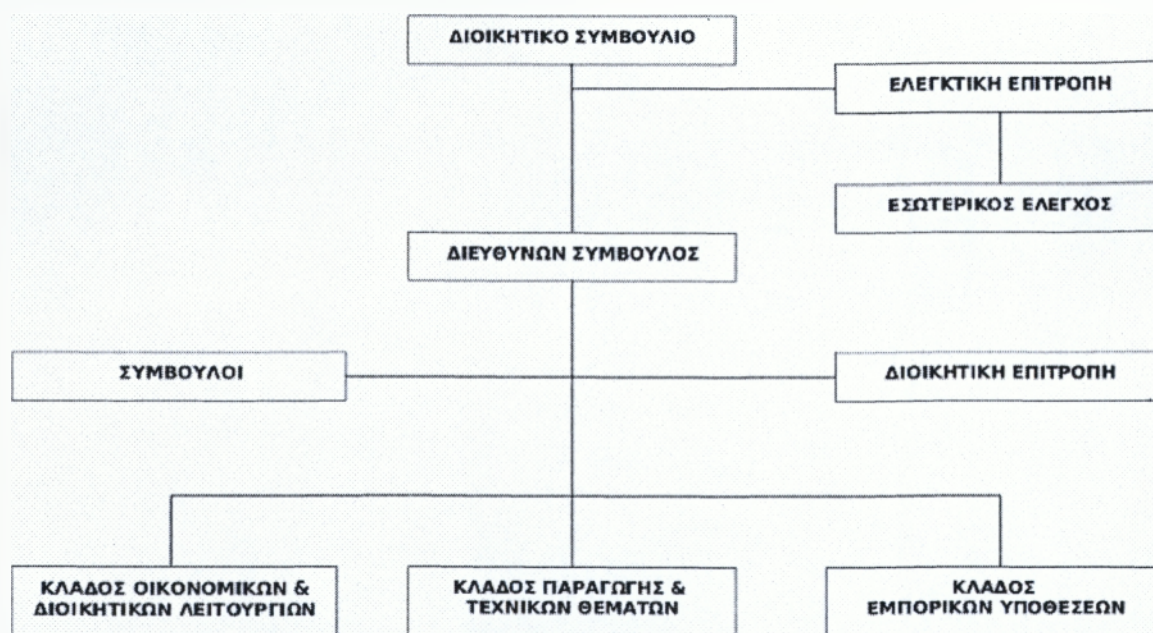 ΔΙΟΙΚΗΤΙΚΟ ΣΥΜΒΟΥΛΙΟ
ΕΛΕΓΚΤΙΚΗ ΕΠΙΤΡΟΠΗ
ΕΣΩΤΕΡΙΚΟΣ ΕΛΕΓΧΟΣ
ΔΙΕΥΘΥΝΩΝ ΣΥΜΒΟΥΛΟΣ
ΣΥΜΒΟΥΛΟΙ
ΔΙΟΙΚΗΤΙΚΗ ΕΠΙΤΡΟΠΗ
ΚΛΑΔΟΣ ΟΙΚΟΝΟΜΙΚΩΝ &
ΔΙΟΙΚΗΤΙΚΩΝ ΛΕΙΤΟΥΡΓΙΩΝ
ΚΛΑΔΟΣ ΠΑΡΑΓΩΓΗΣ &
ΤΕΧΝΙΚΩΝ ΘΕΜΑΤΩΝ
ΚΛΑΔΟΣ
ΕΜΠΟΡΙΚΩΝ ΥΠΟΘΕΣΕΩΝ